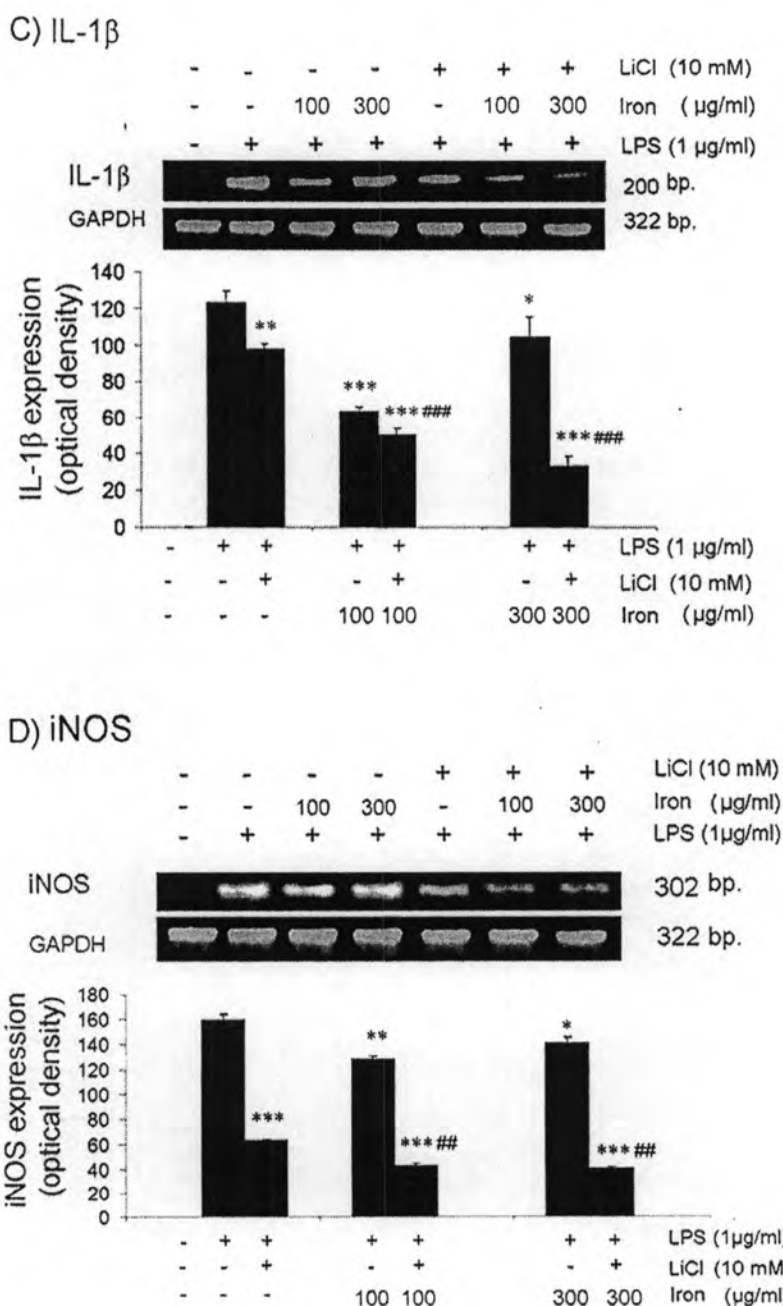 C) IL-1β
- - - - + + + LiCl (10 mM)
- - 100 300 - 100 300 Iron (µg/ml)
- + + + + + + LPS (1 µg/ml)
IL-1β 200 bp.
GAPDH 322 bp.
IL-1β expression
(optical density)
140
120
100
80
60
40
20
0
**
***
***###
*
***###
- + + + + + + LPS (1 µg/ml)
- - + - + - + LiCl (10 mM)
- - - 100 100 300 300 Iron (µg/ml)
D) iNOS
- - - - + + + LiCl (10 mM)
- - 100 300 - 100 300 Iron (µg/ml)
- + + + + + + LPS (1µg/ml)
iNOS 302 bp.
GAPDH 322 bp.
iNOS expression
(optical density)
180
160
140
120
100
80
60
40
20
0
***
**
***##
*
***##
- + + + + + + LPS (1µg/ml)
- - + - + - + LiCl (10 mM
- - - 100 100 300 300 Iron (µg/ml)